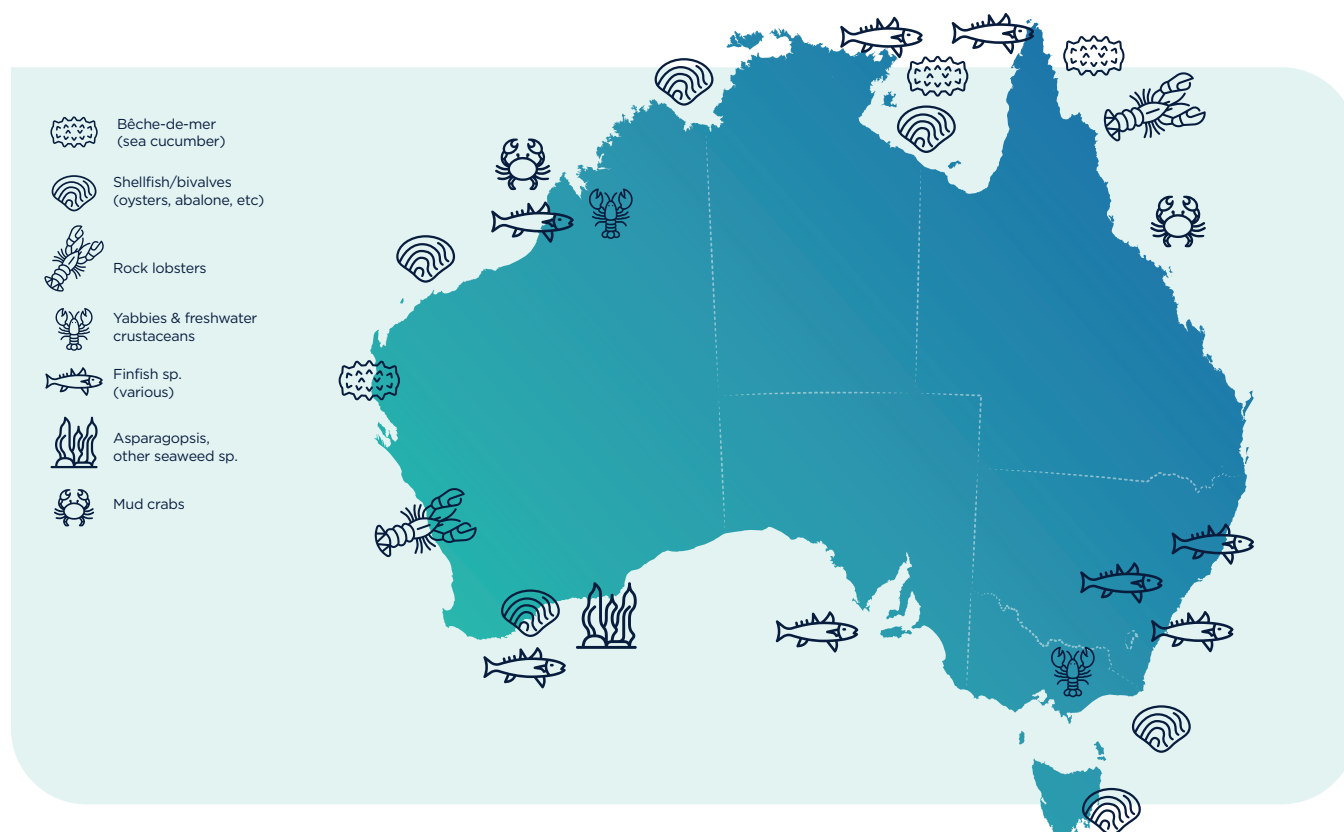 Bêche-de-mer
(sea cucumber)
Shellfish/bivalves
(oysters, abalone, etc)
Rock lobsters
Yabbies & freshwater
crustaceans
Finfish sp.
(various)
Asparagopsis,
other seaweed sp.
Mud crabs